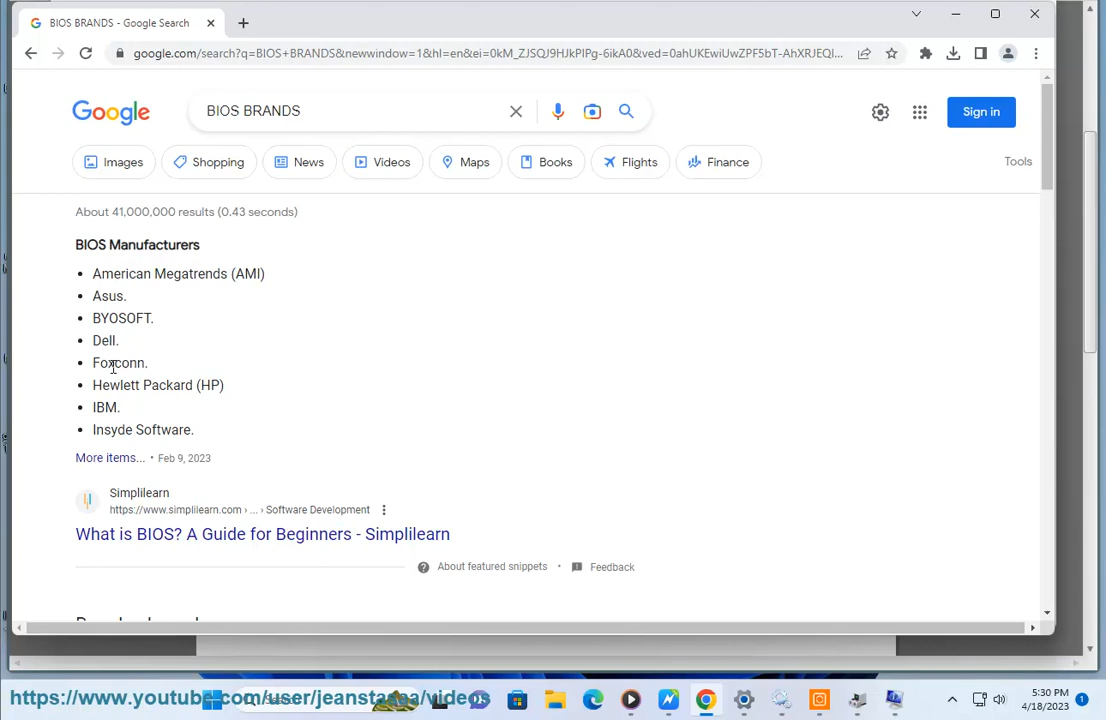 BIOS BRANDS - Google Search
google.com/search?q=BIOS+BRANDS&newwindow=1&hl=en&ei=0kM_ZJSQJ9HJkPIPg-6ikA0&ved=0ahUKEwiUwZPF5bT-AhXRJEQI...
Google
BIOS BRANDS
Sign in
Images
Shopping
News
Videos
Maps
Books
Flights
Finance
Tools
About 41,000,000 results (0.43 seconds)
BIOS Manufacturers
• American Megatrends (AMI)
• Asus.
• BYOSOFT.
• Dell.
• Foxconn.
• Hewlett Packard (HP)
• IBM.
• Insyde Software.
More items... • Feb 9, 2023
Simplilearn
https://www.simplilearn.com › ... › Software Development
What is BIOS? A Guide for Beginners - Simplilearn
About featured snippets • Feedback
https://www.youtube.com/user/jeanstaaa/videos
5:30 PM
4/18/2023
1